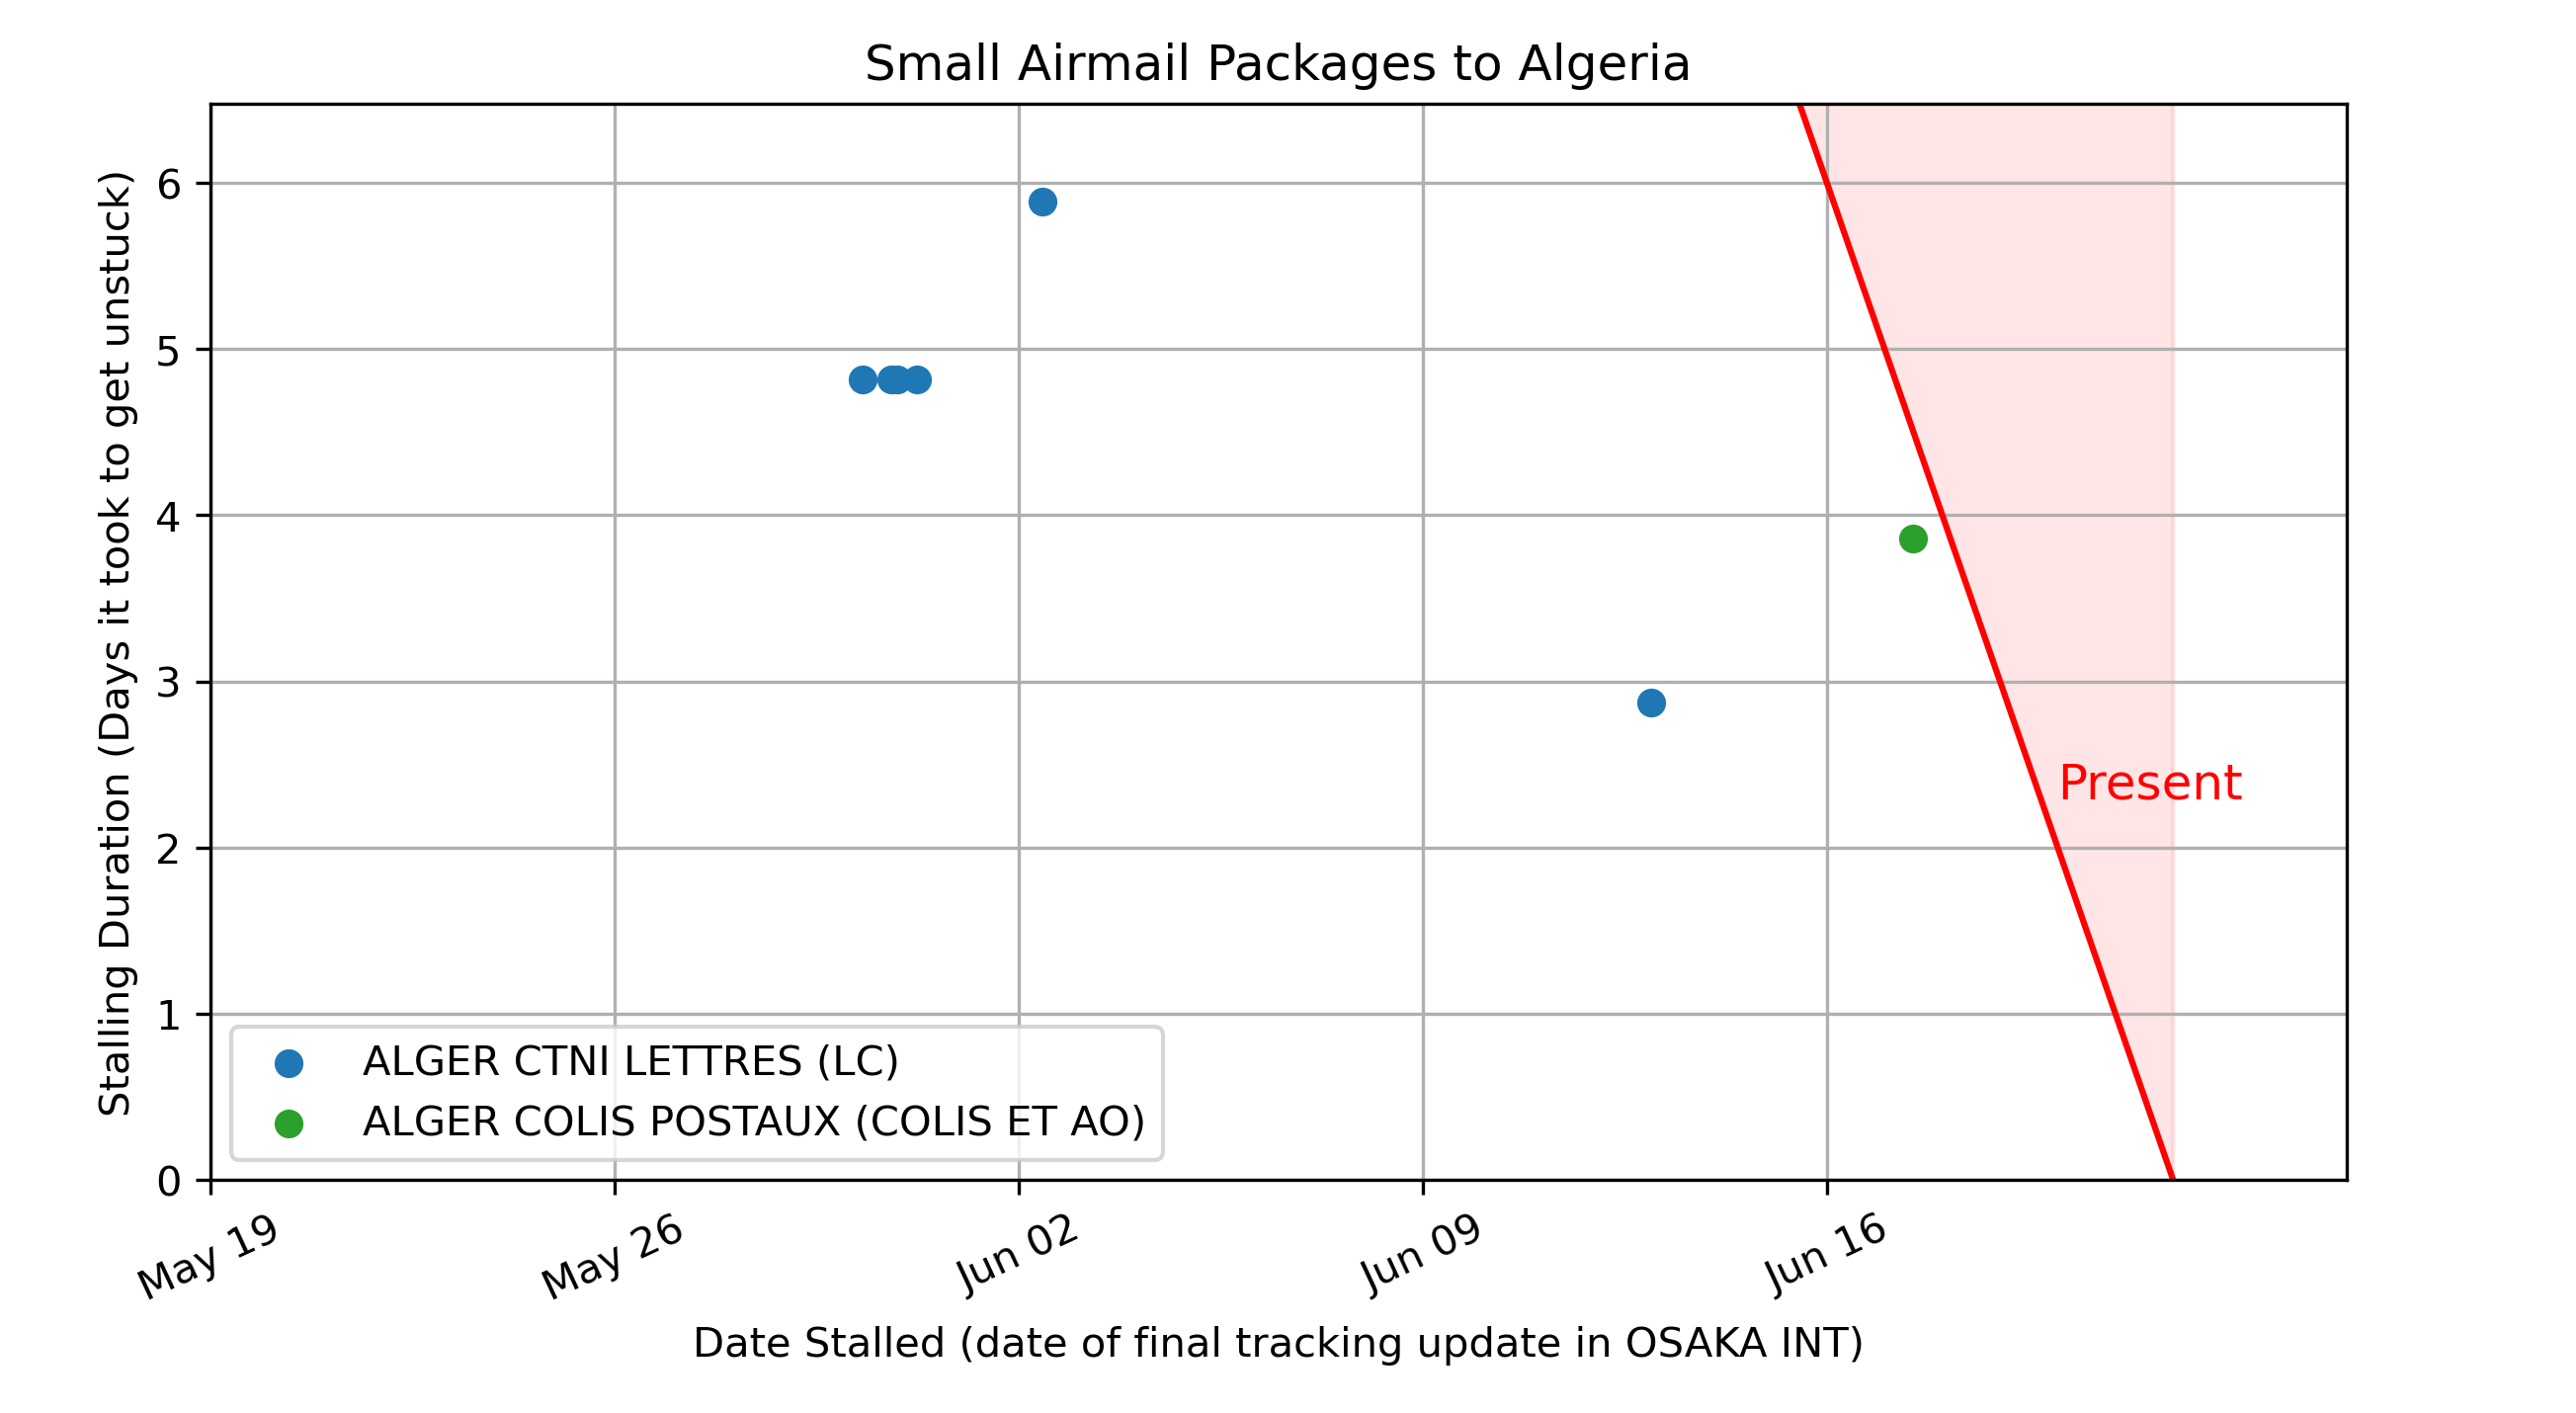 Small Airmail Packages to Algeria
Stalling Duration (Days it took to get unstuck)
6
5
4
3
2
1
0
Present
ALGER CTNI LETTRES (LC)
ALGER COLIS POSTAUX (COLIS ET AO)
May 19
May 26
Jun 02
Jun 09
Jun 16
Date Stalled (date of final tracking update in OSAKA INT)